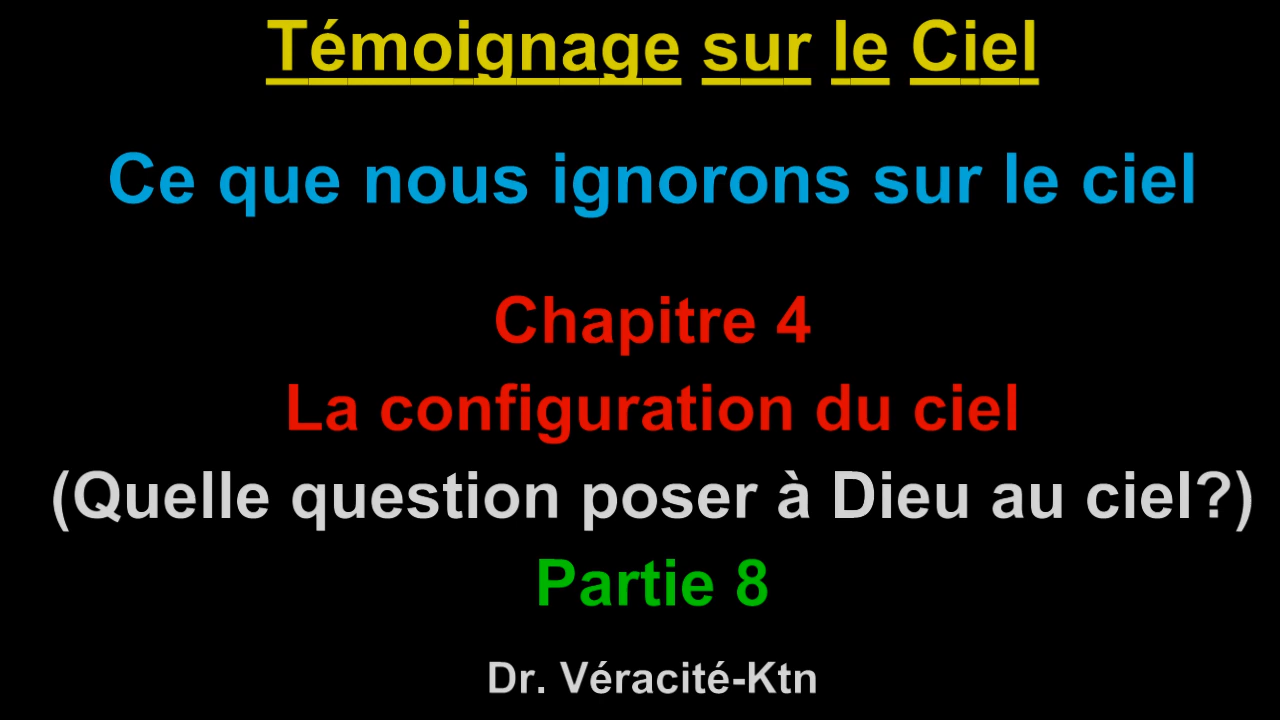 Témoignage sur le Ciel
Ce que nous ignorons sur le ciel
Chapitre 4
La configuration du ciel
(Quelle question poser à Dieu au ciel?)
Partie 8
Dr. Véracité-Ktn